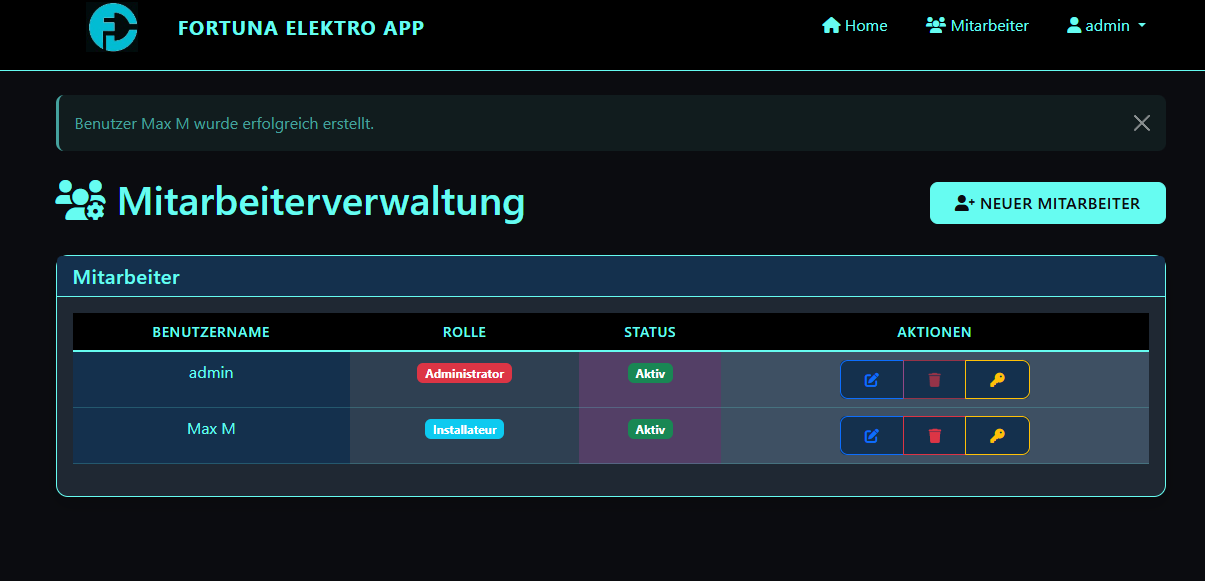 FORTUNA ELEKTRO APP
Home
Mitarbeiter
admin
Benutzer Max M wurde erfolgreich erstellt.
Mitarbeiterverwaltung
NEUER MITARBEITER
Mitarbeiter
BENUTZERNAME ROLLE STATUS AKTIONEN
admin Administrator Aktiv
Max M Installateur Aktiv